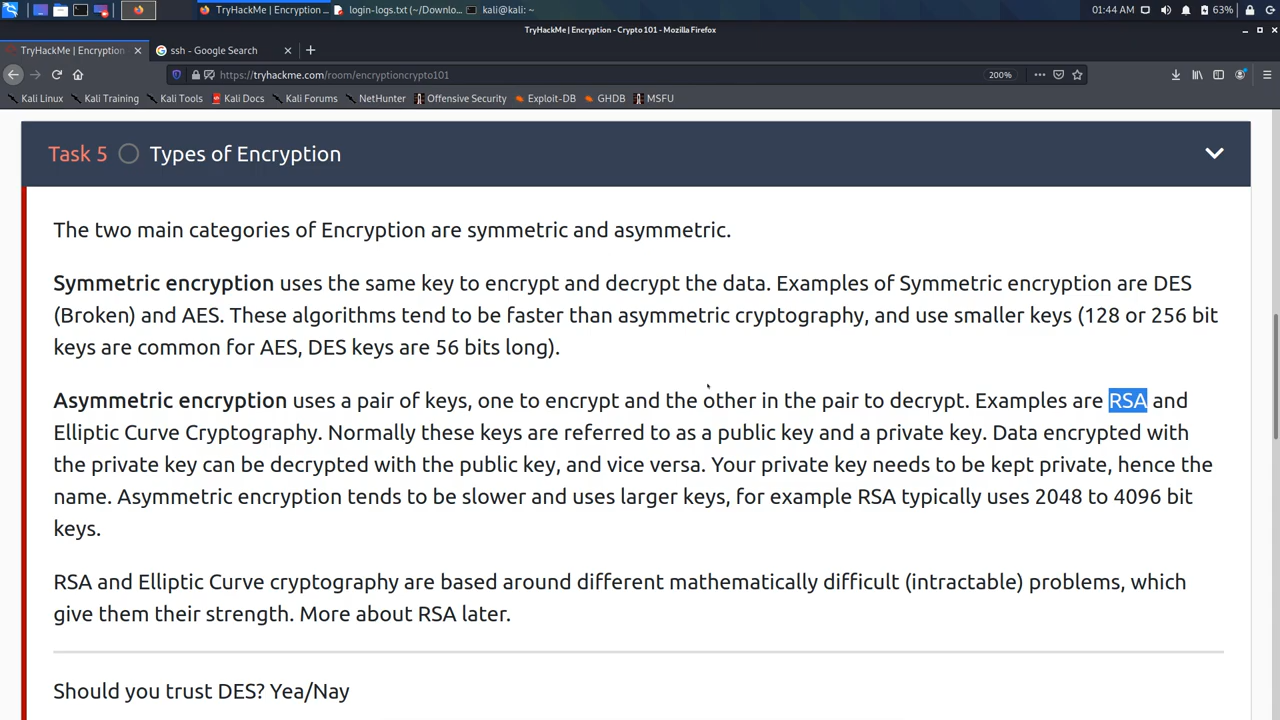 TryHackMe | Encryption ...
login-logs.txt (~/Downlo...
kali@kali: ~
01:44 AM
63%
TryHackMe | Encryption - Crypto 101 - Mozilla Firefox
TryHackMe | Encryption -
ssh - Google Search
https://tryhackme.com/room/encryptioncrypto101
200%
Kali Linux
Kali Training
Kali Tools
Kali Docs
Kali Forums
NetHunter
Offensive Security
Exploit-DB
GHDB
MSFU
Task 5
Types of Encryption
The two main categories of Encryption are symmetric and asymmetric.
Symmetric encryption uses the same key to encrypt and decrypt the data. Examples of Symmetric encryption are DES
(Broken) and AES. These algorithms tend to be faster than asymmetric cryptography, and use smaller keys (128 or 256 bit
keys are common for AES, DES keys are 56 bits long).
Asymmetric encryption uses a pair of keys, one to encrypt and the other in the pair to decrypt. Examples are RSA and
Elliptic Curve Cryptography. Normally these keys are referred to as a public key and a private key. Data encrypted with
the private key can be decrypted with the public key, and vice versa. Your private key needs to be kept private, hence the
name. Asymmetric encryption tends to be slower and uses larger keys, for example RSA typically uses 2048 to 4096 bit
keys.
RSA and Elliptic Curve cryptography are based around different mathematically difficult (intractable) problems, which
give them their strength. More about RSA later.
Should you trust DES? Yea/Nay